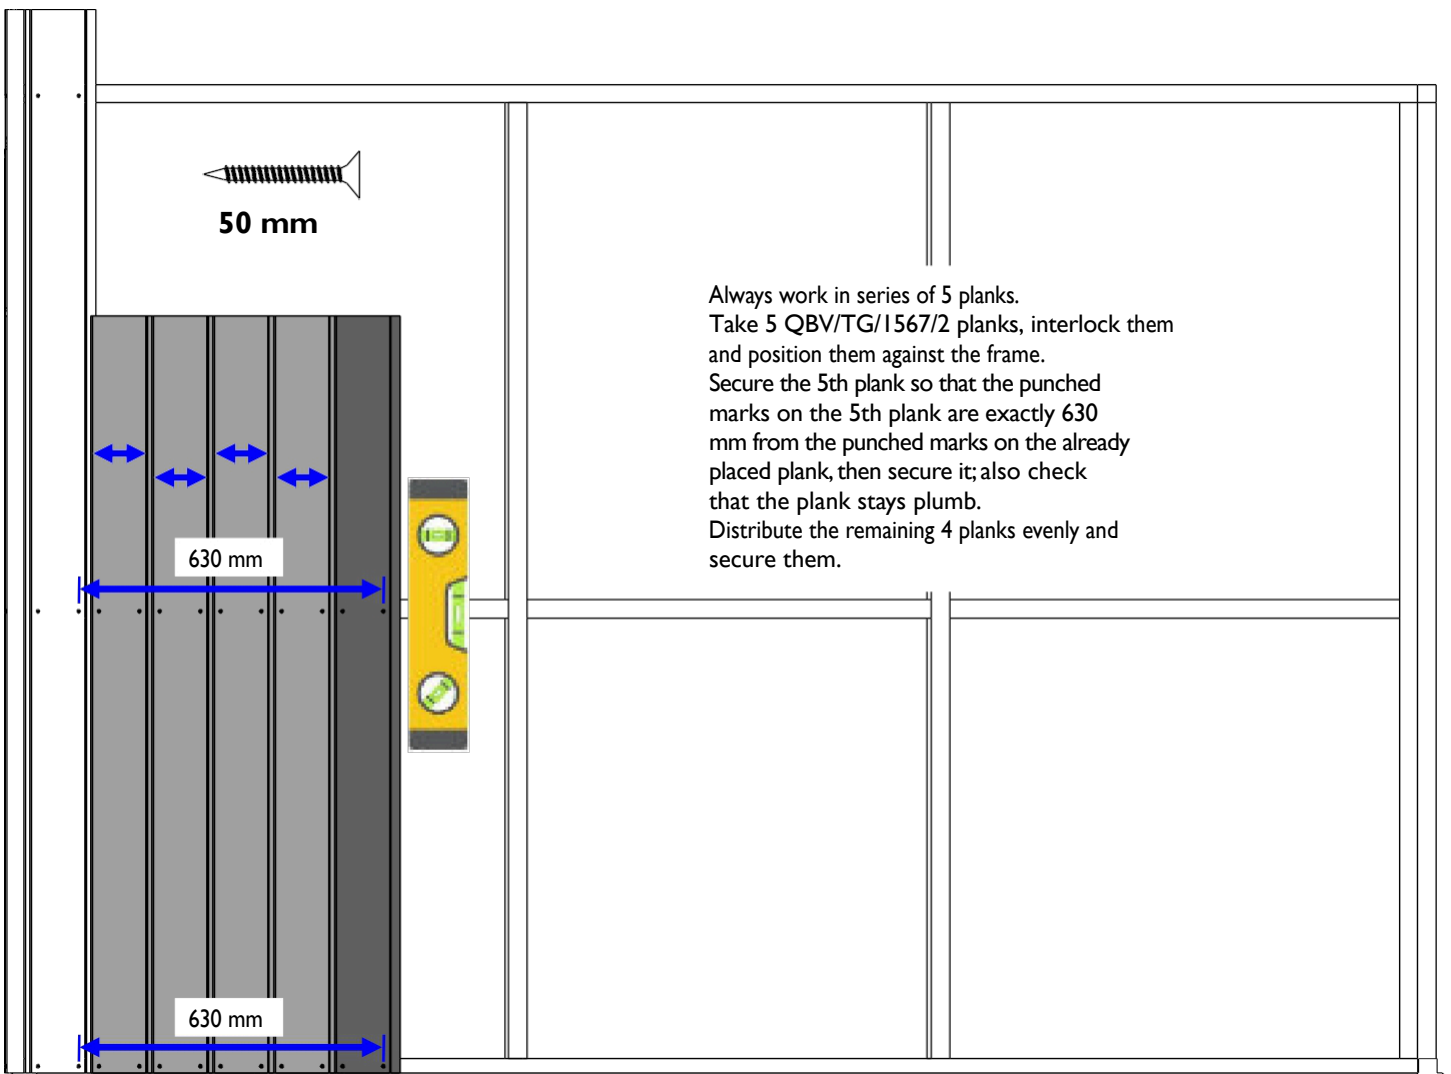 50 mm
Always work in series of 5 planks.
Take 5 QBV/TG/1567/2 planks, interlock them
and position them against the frame.
Secure the 5th plank so that the punched
marks on the 5th plank are exactly 630
mm from the punched marks on the already
placed plank, then secure it; also check
that the plank stays plumb.
Distribute the remaining 4 planks evenly and
secure them.
630 mm
630 mm